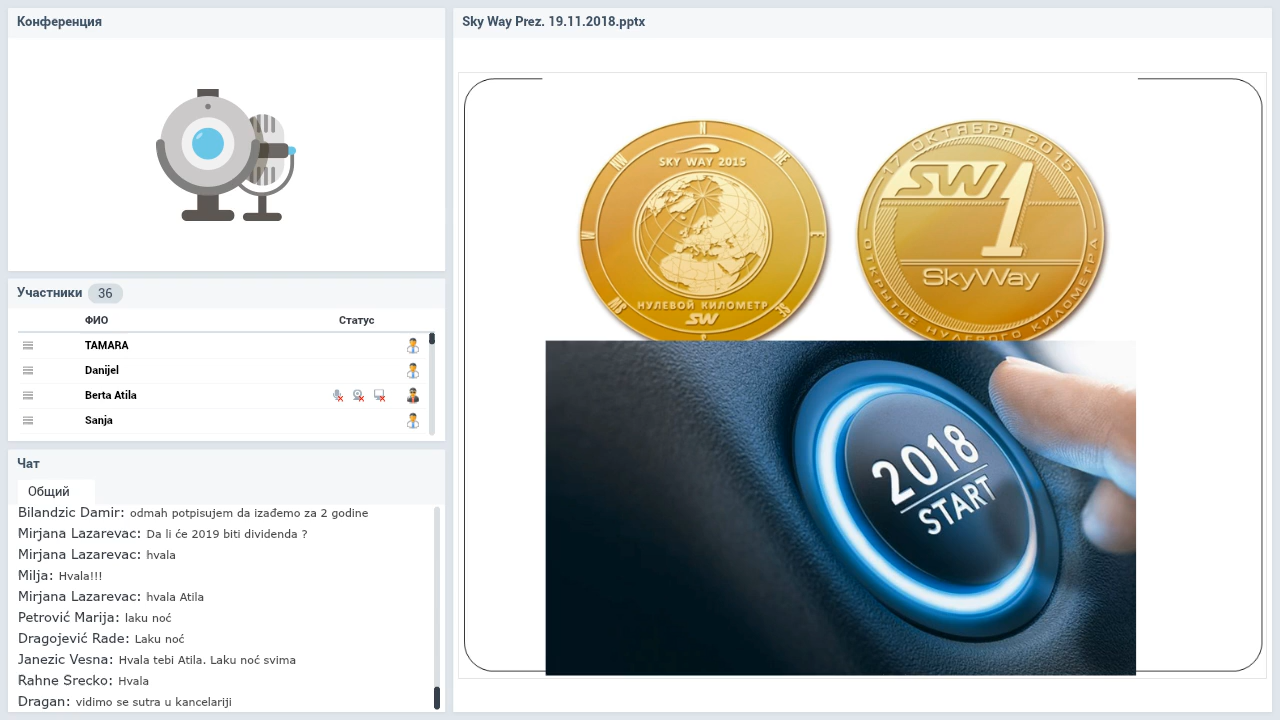 Конференция
Участники 36
ФИО Статус
TAMARA
Danijel
Berta Atila
Sanja
Чат
Общий
Bilandzic Damir: odmah potpisujem da izađemo za 2 godine
Mirjana Lazarevac: Da li će 2019 biti dividenda ?
Mirjana Lazarevac: hvala
Milja: Hvala!!!
Mirjana Lazarevac: hvala Atila
Petrović Marija: laku noć
Dragojević Rade: Laku noć
Janezic Vesna: Hvala tebi Atila. Laku noć svima
Rahne Srecko: Hvala
Dragan: vidimo se sutra u kancelariji
Sky Way Prez. 19.11.2018.pptx
N
NW
NE
SKY WAY 2015
W
E
НУЛЕВОЙ КИЛОМЕТР
SW
SW
SE
17 ОКТЯБРЯ 2015
SW1
SkyWay
ОТКРЫТИЕ НУЛЕВОГО КИЛОМЕТРА
2018
START